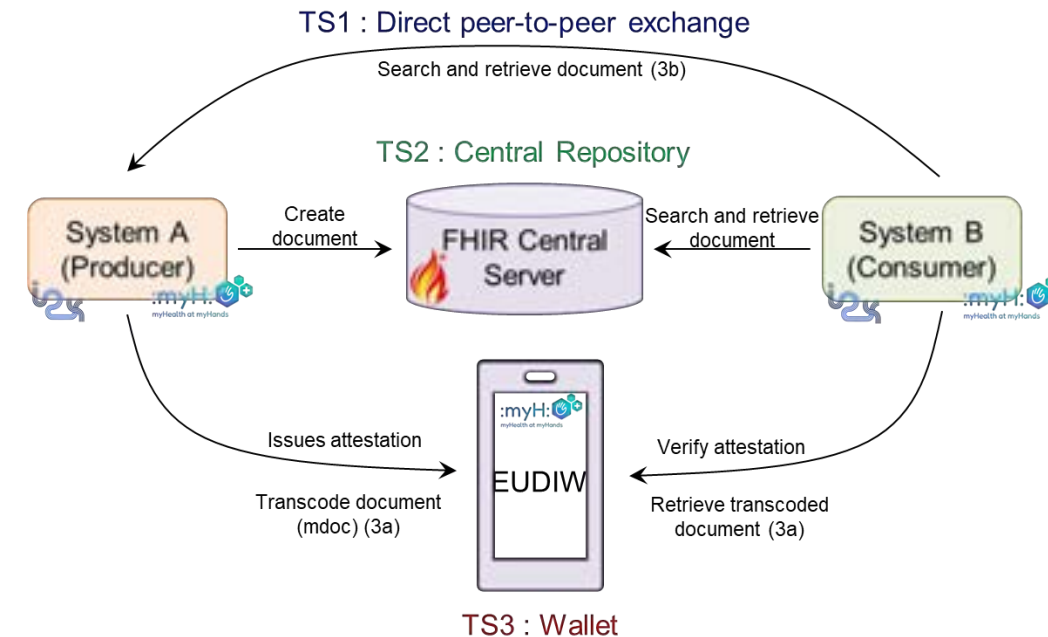 TS1 : Direct peer-to-peer exchange
Search and retrieve document (3b)
TS2 : Central Repository
System A
(Producer)
:myH:
myHealth at myHands
Create
document
FHIR Central
Server
Search and retrieve
document
System B
(Consumer)
:myH:
myHealth at myHands
:myH:
myHealth at myHands
EUDIW
Issues attestation
Transcode document
(mdoc) (3a)
Verify attestation
Retrieve transcoded
document (3a)
TS3 : Wallet